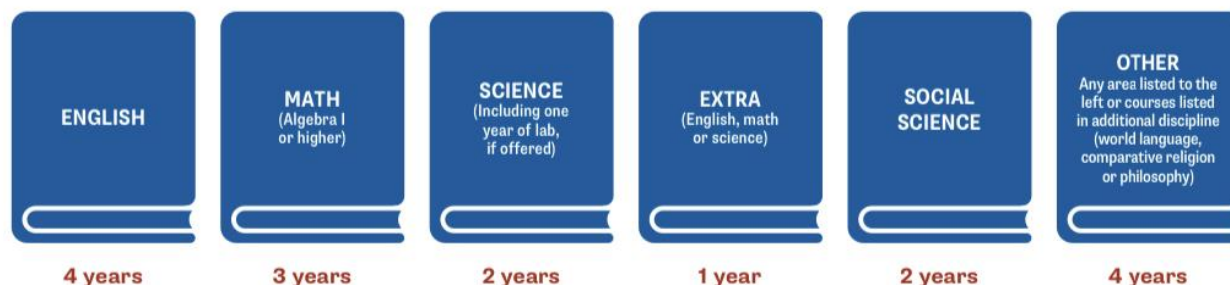 ENGLISH
4 years
MATH
(Algebra I
or higher)
3 years
SCIENCE
(Including one
year of lab,
if offered)
2 years
EXTRA
(English, math
or science)
1 year
SOCIAL
SCIENCE
2 years
OTHER
Any area listed to the
left or courses listed
in additional discipline
(world language,
comparative religion
or philosophy)
4 years